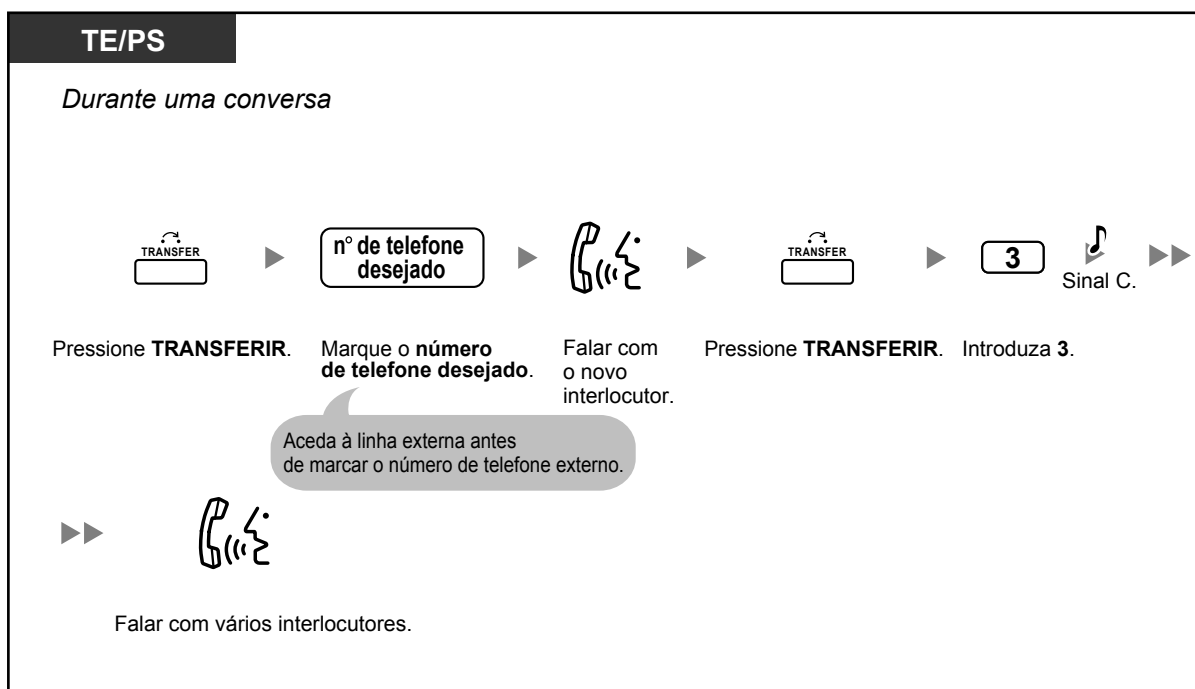 TE/PS
Durante uma conversa
TRANSFER
n° de telefone
desejado
TRANSFER
3
Sinal C.
Pressione TRANSFERIR.
Marque o número
de telefone desejado.
Falar com
o novo
interlocutor.
Pressione TRANSFERIR.
Introduza 3.
Aceda à linha externa antes
de marcar o número de telefone externo.
Falar com vários interlocutores.